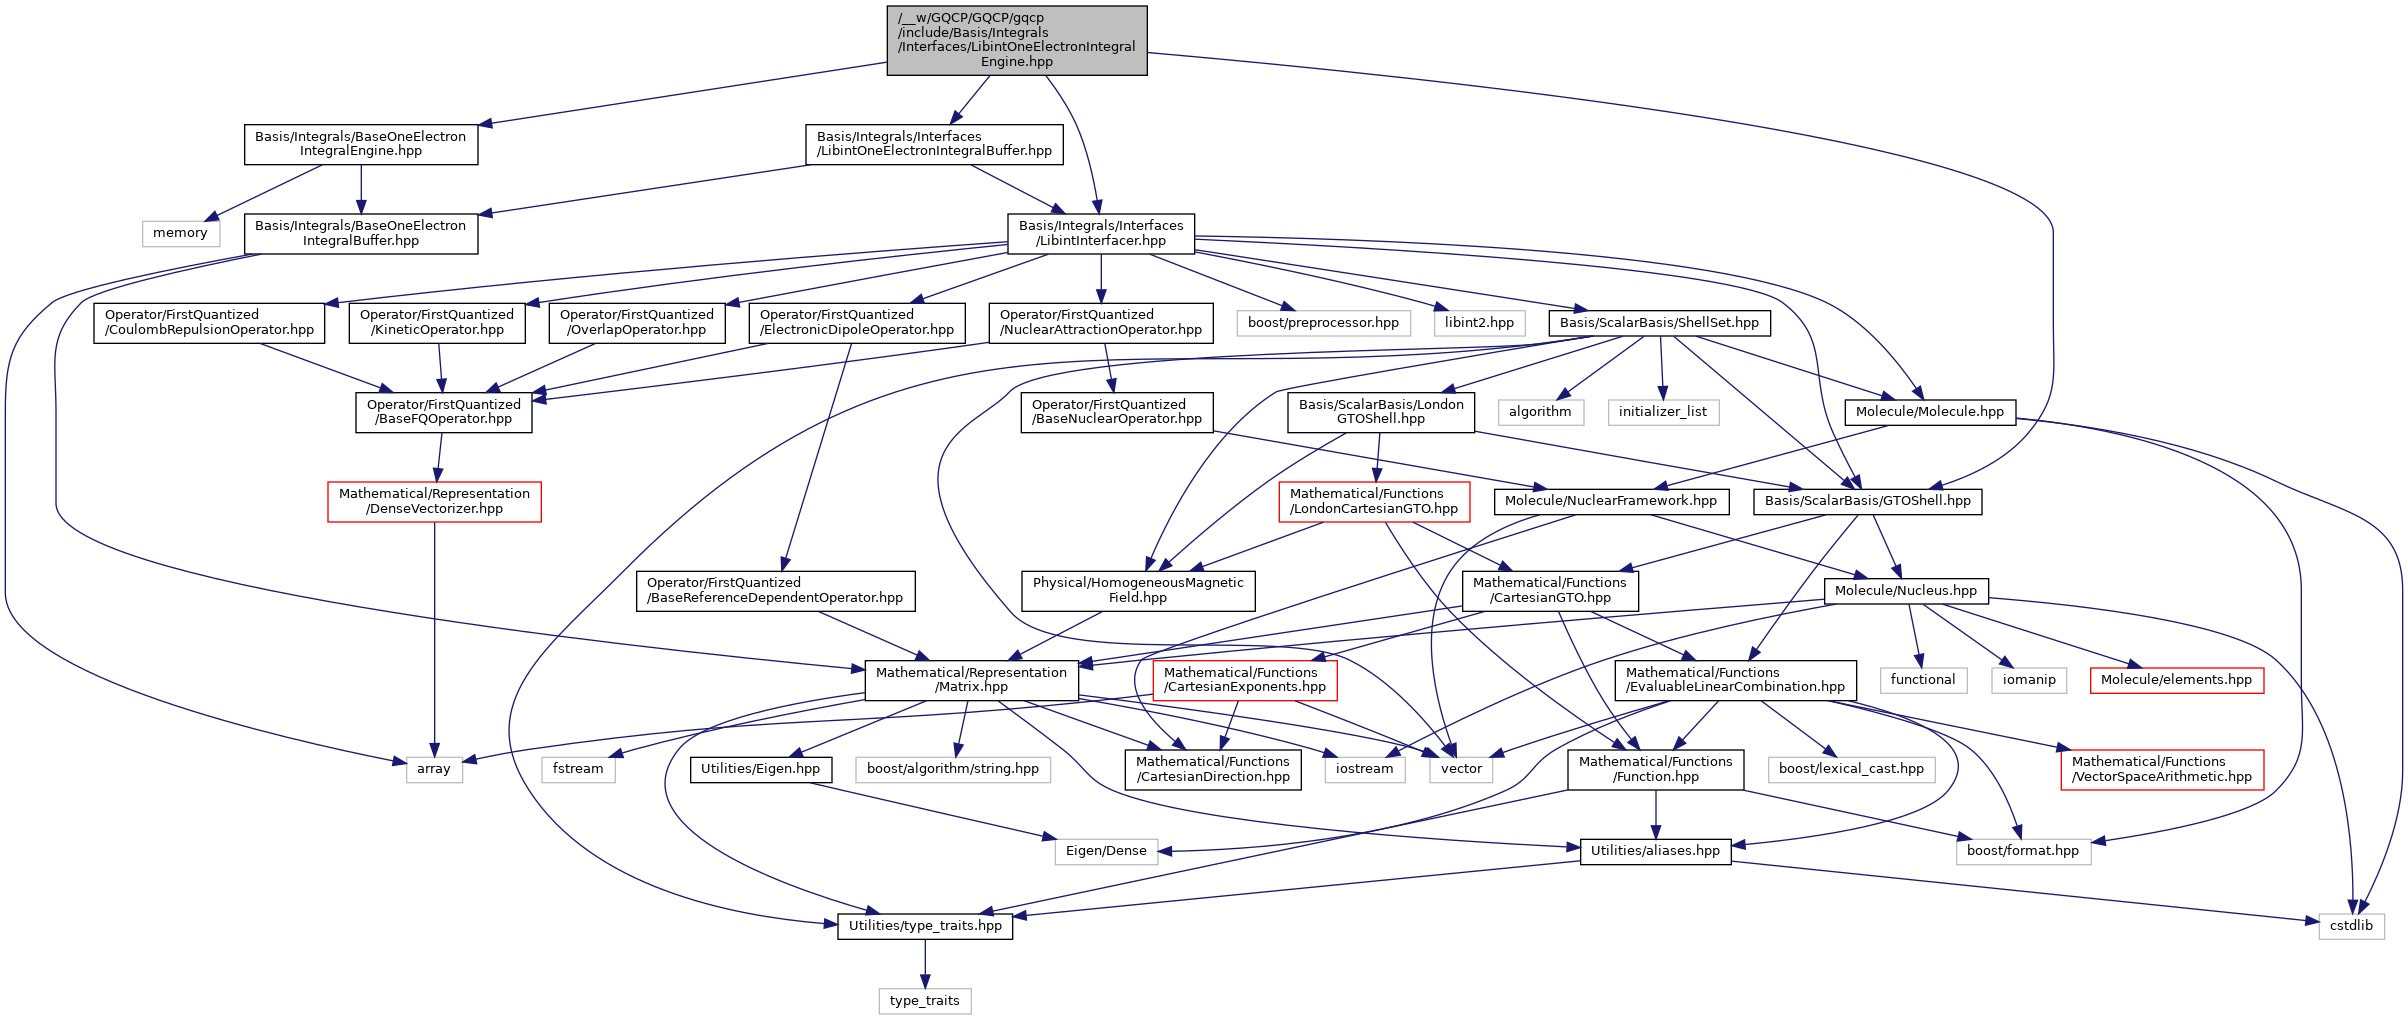 /__w/GQCP/GQCP/gqcp
/include/Basis/Integrals
/Interfaces/LibintOneElectronIntegral
Engine.hpp
Basis/Integrals/BaseOneElectron
IntegralEngine.hpp
Basis/Integrals/Interfaces
/LibintOneElectronIntegralBuffer.hpp
memory
Basis/Integrals/BaseOneElectron
IntegralBuffer.hpp
Basis/Integrals/Interfaces
/LibintInterfacer.hpp
Operator/FirstQuantized
/CoulombRepulsionOperator.hpp
Operator/FirstQuantized
/KineticOperator.hpp
Operator/FirstQuantized
/OverlapOperator.hpp
Operator/FirstQuantized
/ElectronicDipoleOperator.hpp
Operator/FirstQuantized
/NuclearAttractionOperator.hpp
boost/preprocessor.hpp
libint2.hpp
Basis/ScalarBasis/ShellSet.hpp
Operator/FirstQuantized
/BaseFQOperator.hpp
Operator/FirstQuantized
/BaseNuclearOperator.hpp
Basis/ScalarBasis/London
GTOShell.hpp
algorithm
initializer_list
Molecule/Molecule.hpp
Mathematical/Representation
/DenseVectorizer.hpp
Mathematical/Functions
/LondonCartesianGTO.hpp
Molecule/NuclearFramework.hpp
Basis/ScalarBasis/GTOShell.hpp
Operator/FirstQuantized
/BaseReferenceDependentOperator.hpp
Physical/HomogeneousMagnetic
Field.hpp
Mathematical/Functions
/CartesianGTO.hpp
Molecule/Nucleus.hpp
Mathematical/Representation
/Matrix.hpp
Mathematical/Functions
/CartesianExponents.hpp
Mathematical/Functions
/EvaluableLinearCombination.hpp
functional
iomanip
Molecule/elements.hpp
array
fstream
Utilities/Eigen.hpp
boost/algorithm/string.hpp
Mathematical/Functions
/CartesianDirection.hpp
iostream
vector
Mathematical/Functions
/Function.hpp
boost/lexical_cast.hpp
Mathematical/Functions
/VectorSpaceArithmetic.hpp
Eigen/Dense
Utilities/aliases.hpp
boost/format.hpp
Utilities/type_traits.hpp
cstdlib
type_traits